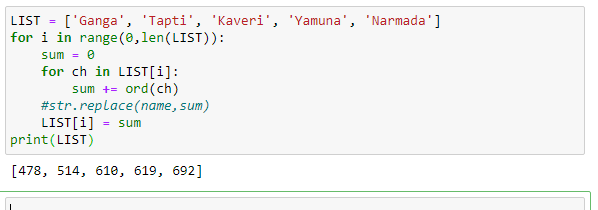 LIST = ['Ganga', 'Tapti', 'Kaveri', 'Yamuna', 'Narmada']
for i in range(0,len(LIST)):
    sum = 0
    for ch in LIST[i]:
        sum += ord(ch)
    #str.replace(name,sum)
    LIST[i] = sum
print(LIST)
[478, 514, 610, 619, 692]